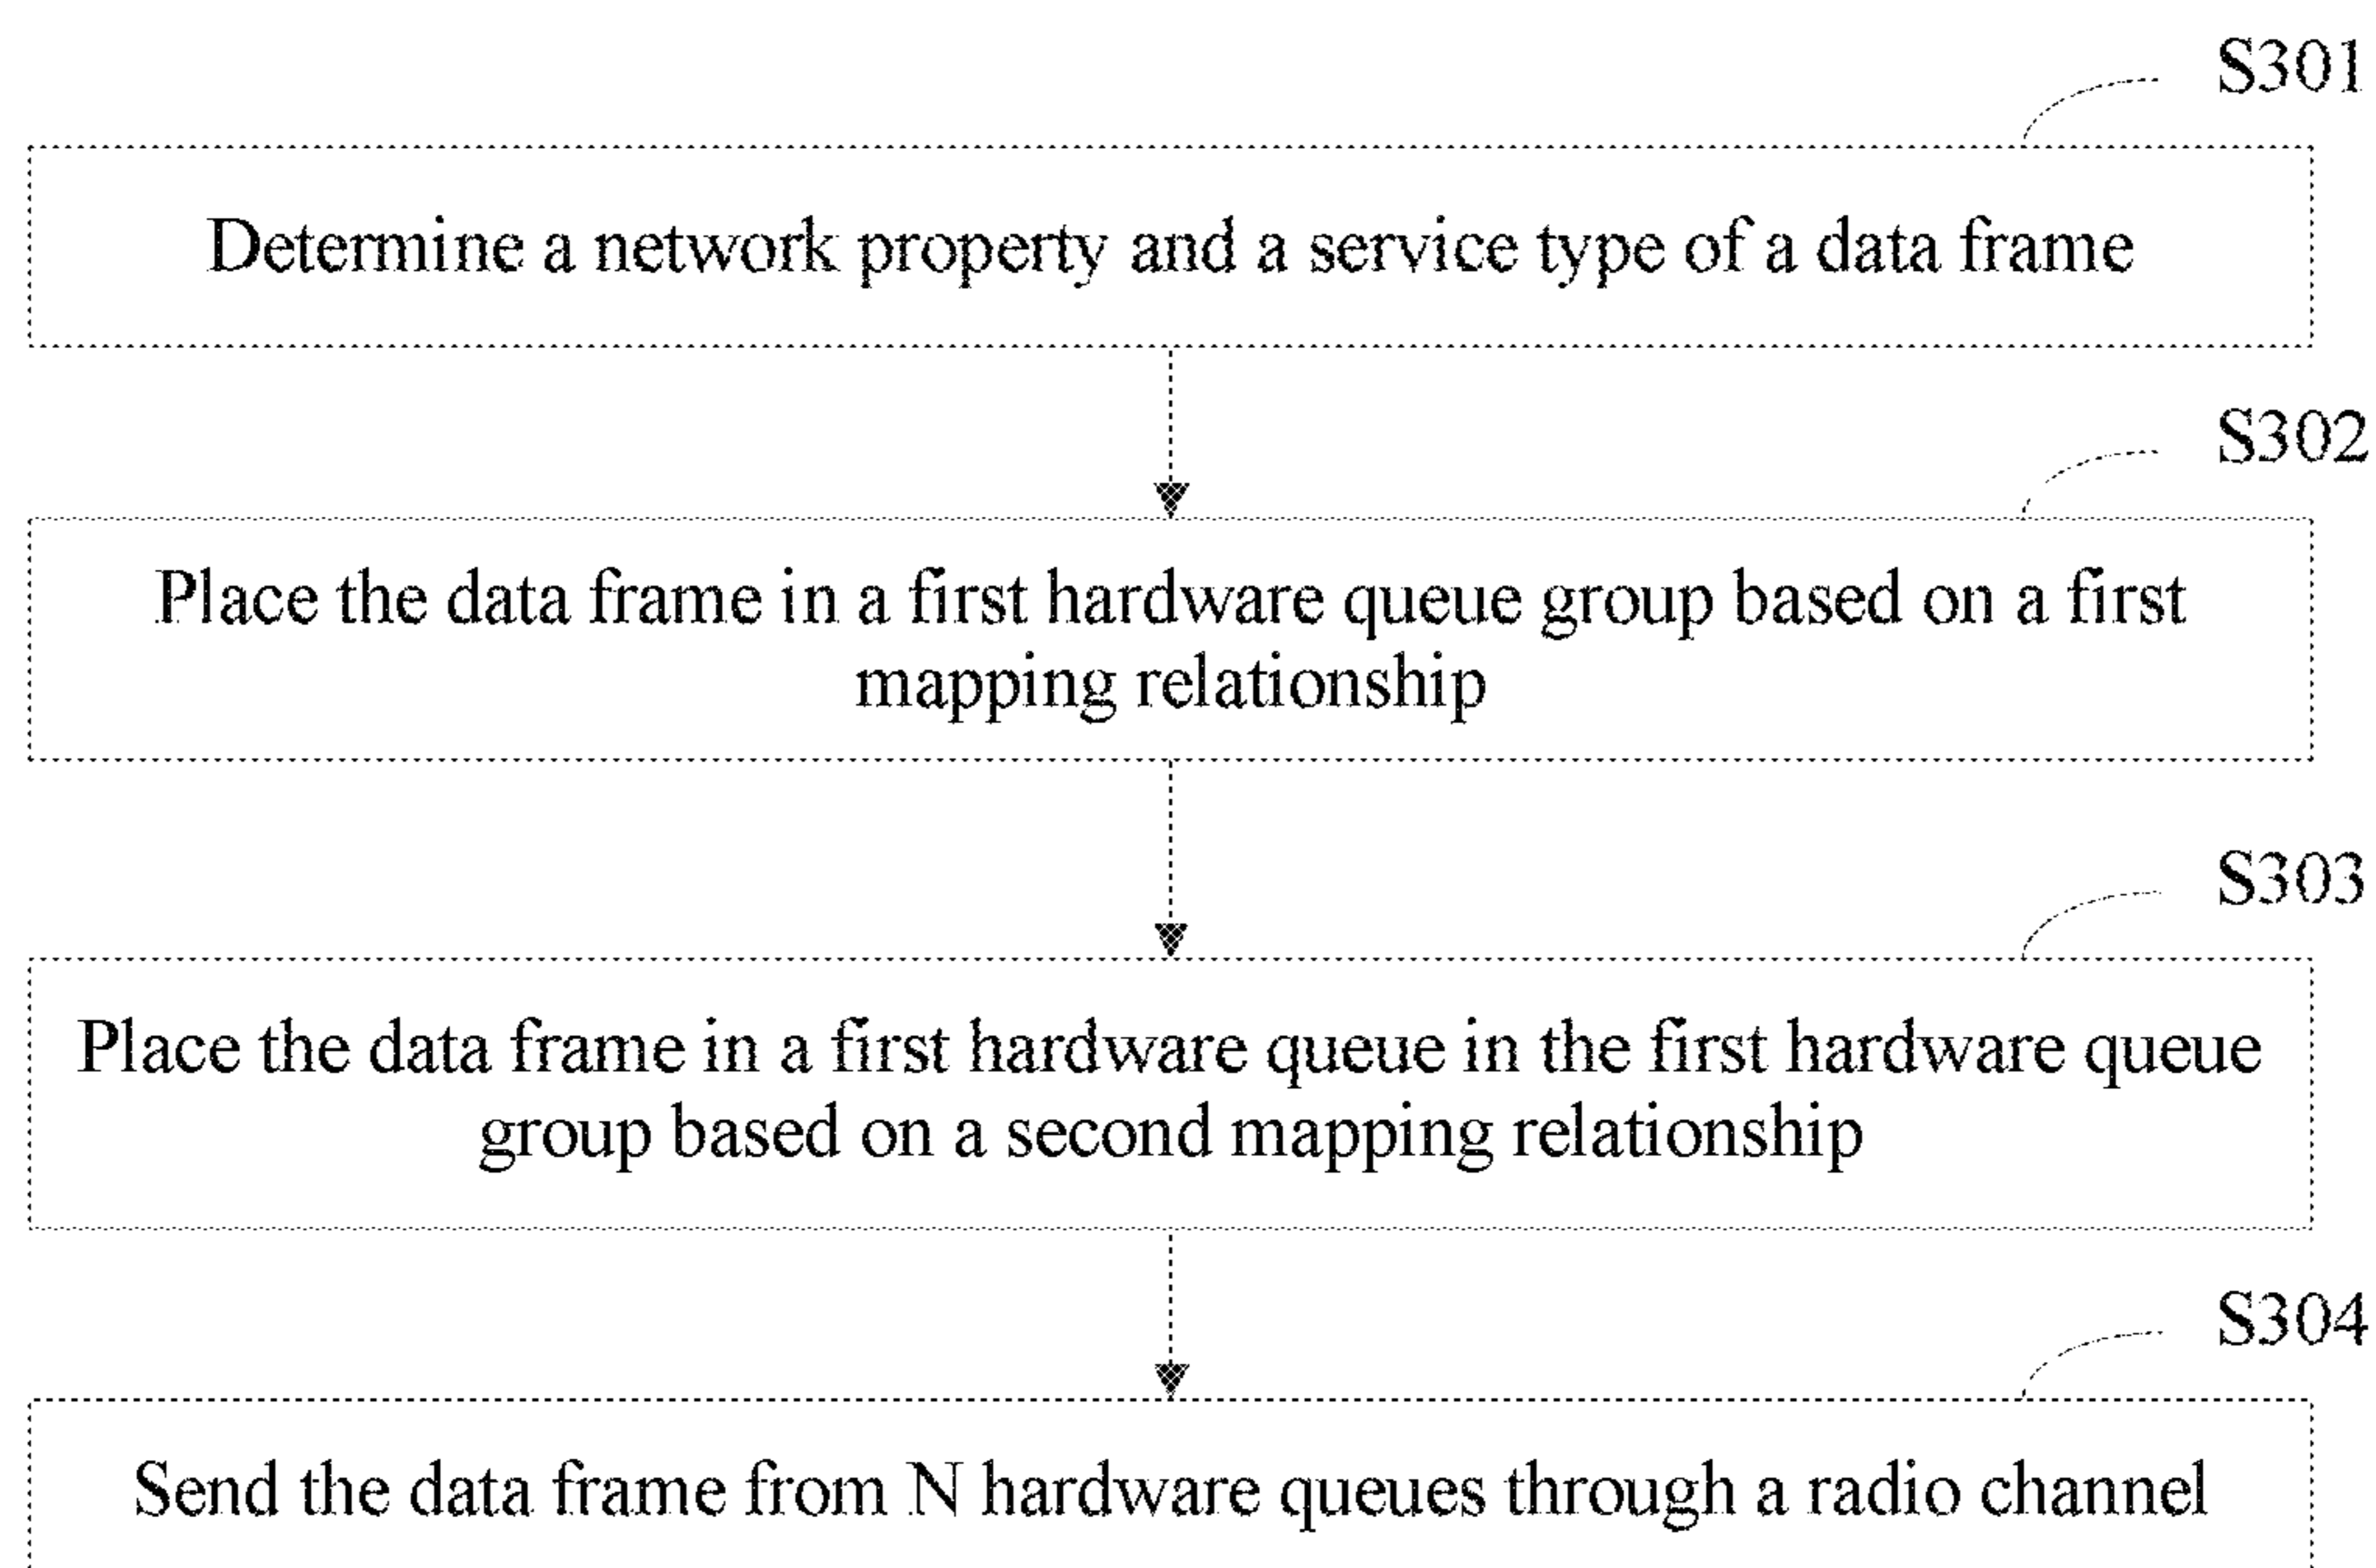 S301
Determine a network property and a service type of a data frame
S302
Place the data frame in a first hardware queue group based on a first
mapping relationship
S303
Place the data frame in a first hardware queue in the first hardware queue
group based on a second mapping relationship
S304
Send the data frame from N hardware queues through a radio channel